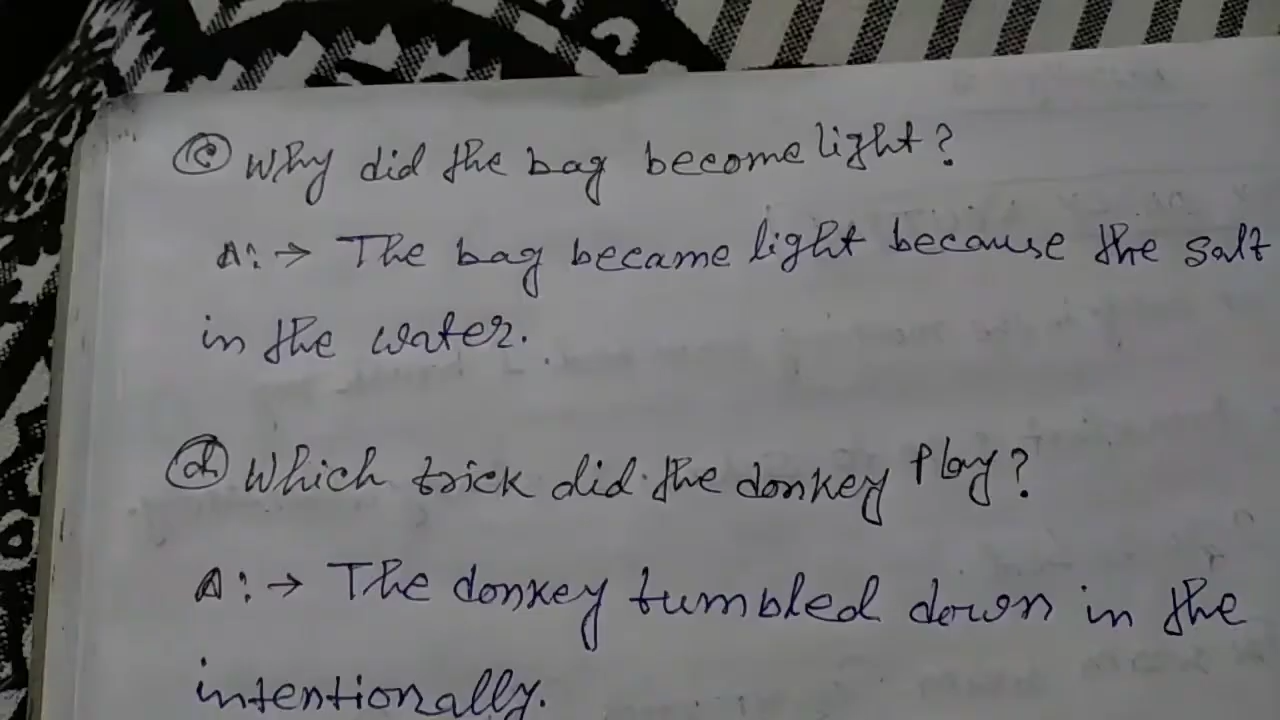 (c) Why did the bag become light?
A:→ The bag became light because the salt
in the water.
(d) Which trick did the donkey play?
A:→ The donkey tumbled down in the
intentionally.